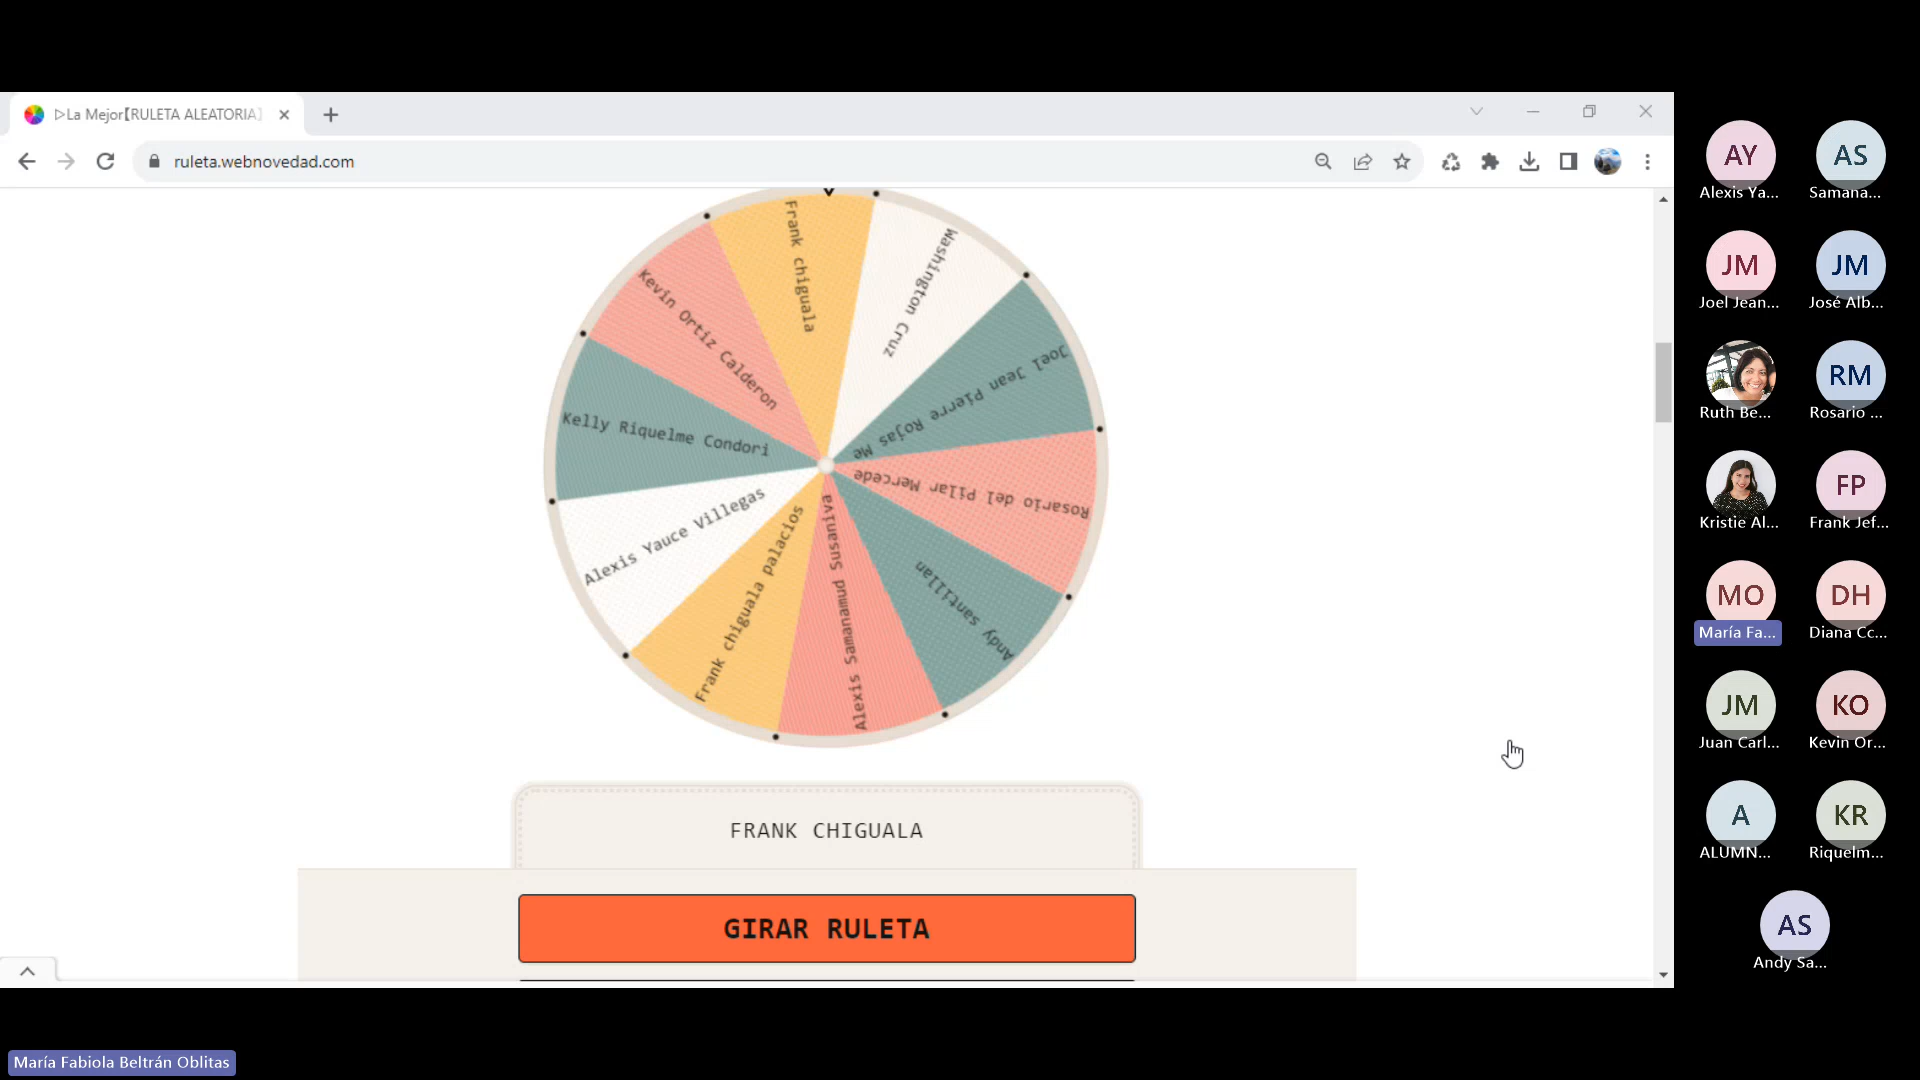 ▷La Mejor【RULETA ALEATORIA】
ruleta.webnovedad.com
Frank chiguala
Washington Cruz
Joel Jean Pierre Rojas Me
Rosario del Pilar Mercede
Andy santillan
Alexis Samanamud Susaniva
Frank chiguala palacios
Alexis Yauce Villegas
Kelly Riquelme Condori
Kevin Ortiz Calderon
FRANK CHIGUALA
GIRAR RULETA
AY
Alexis Ya...
AS
Samana...
JM
Joel Jean...
JM
José Alb...
Ruth Be...
RM
Rosario ...
Kristie Al...
FP
Frank Jef...
MO
María Fa...
DH
Diana Cc...
JM
Juan Carl...
KO
Kevin Or...
A
ALUMN...
KR
Riquelm...
AS
Andy Sa...
María Fabiola Beltrán Oblitas